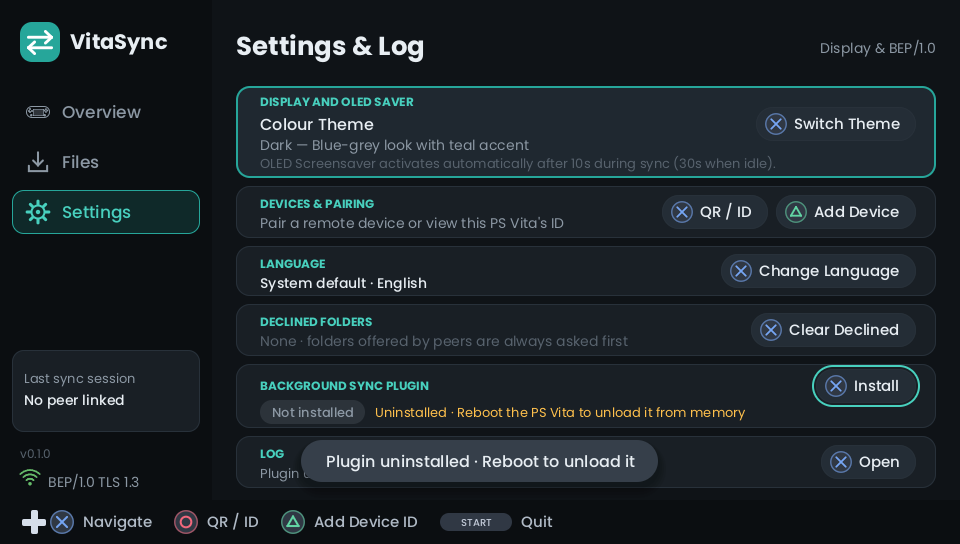 VitaSync
Settings & Log
Display & BEP/1.0
Overview
Files
Settings
DISPLAY AND OLED SAVER
Colour Theme
Dark — Blue-grey look with teal accent
OLED Screensaver activates automatically after 10s during sync (30s when idle).
Switch Theme
DEVICES & PAIRING
Pair a remote device or view this PS Vita's ID
QR / ID
Add Device
LANGUAGE
System default · English
Change Language
DECLINED FOLDERS
None · folders offered by peers are always asked first
Clear Declined
BACKGROUND SYNC PLUGIN
Not installed
Uninstalled · Reboot the PS Vita to unload it from memory
Install
LOG
Plugin
Open
Plugin uninstalled · Reboot to unload it
Last sync session
No peer linked
v0.1.0
BEP/1.0 TLS 1.3
Navigate
QR / ID
Add Device ID
START
Quit